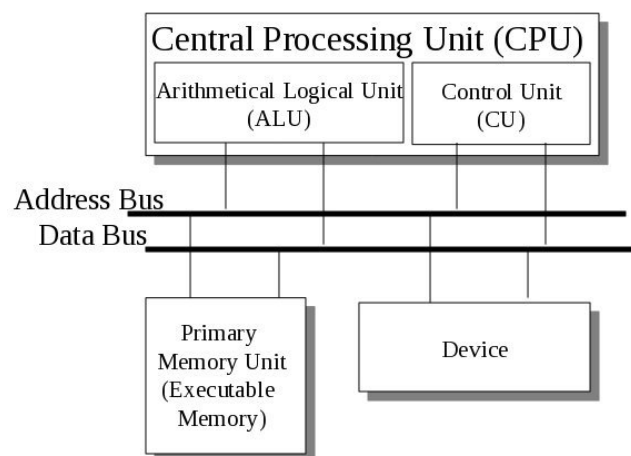 Central Processing Unit (CPU)
Arithmetical Logical Unit
(ALU)
Control Unit
(CU)
Address Bus
Data Bus
Primary
Memory Unit
(Executable
Memory)
Device